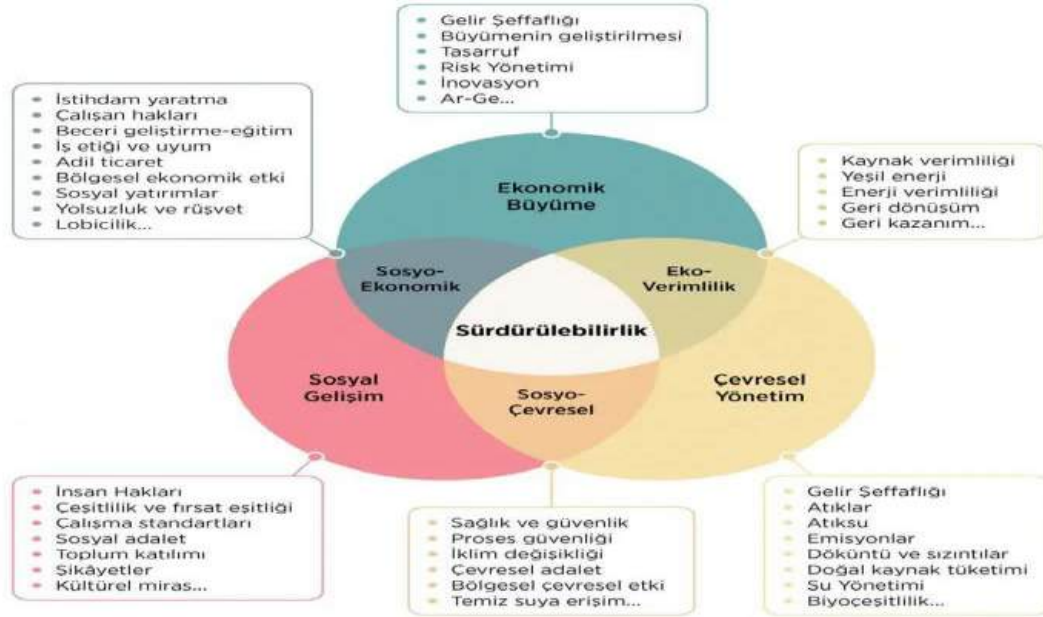 Gelir Şeffaflığı
Büyümenin geliştirilmesi
Tasarruf
Risk Yönetimi
İnovasyon
Ar-Ge...
İstihdam yaratma
Çalışan hakları
Beceri geliştirme-eğitim
İş etiği ve uyum
Adil ticaret
Bölgesel ekonomik etki
Sosyal yatırımlar
Yolsuzluk ve rüşvet
Lobicilik...
Kaynak verimliliği
Yeşil enerji
Enerji verimliliği
Geri dönüşüm
Geri kazanım...
Ekonomik
Büyüme
Sosyo-
Ekonomik
Eko-
Verimlilik
Sürdürülebilirlik
Sosyal
Gelişim
Sosyo-
Çevresel
Çevresel
Yönetim
İnsan Hakları
Çeşitlilik ve fırsat eşitliği
Çalışma standartları
Sosyal adalet
Toplum katılımı
Şikâyetler
Kültürel miras...
Sağlık ve güvenlik
Proses güvenliği
İklim değişikliği
Çevresel adalet
Bölgesel çevresel etki
Temiz suya erişim...
Gelir Şeffaflığı
Atıklar
Atıksu
Emisyonlar
Döküntü ve sızıntılar
Doğal kaynak tüketimi
Su Yönetimi
Biyoçeşitlilik...